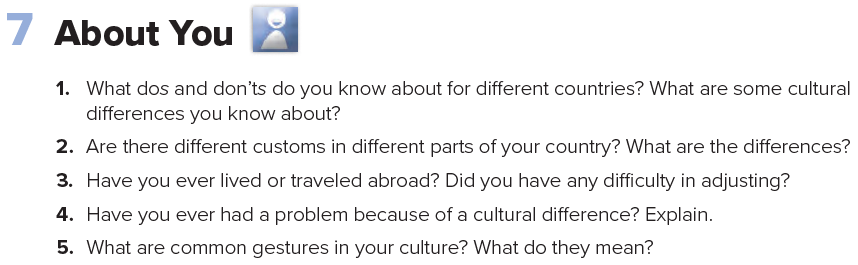 7 About You
1. What dos and don'ts do you know about for different countries? What are some cultural
differences you know about?
2. Are there different customs in different parts of your country? What are the differences?
3. Have you ever lived or traveled abroad? Did you have any difficulty in adjusting?
4. Have you ever had a problem because of a cultural difference? Explain.
5. What are common gestures in your culture? What do they mean?